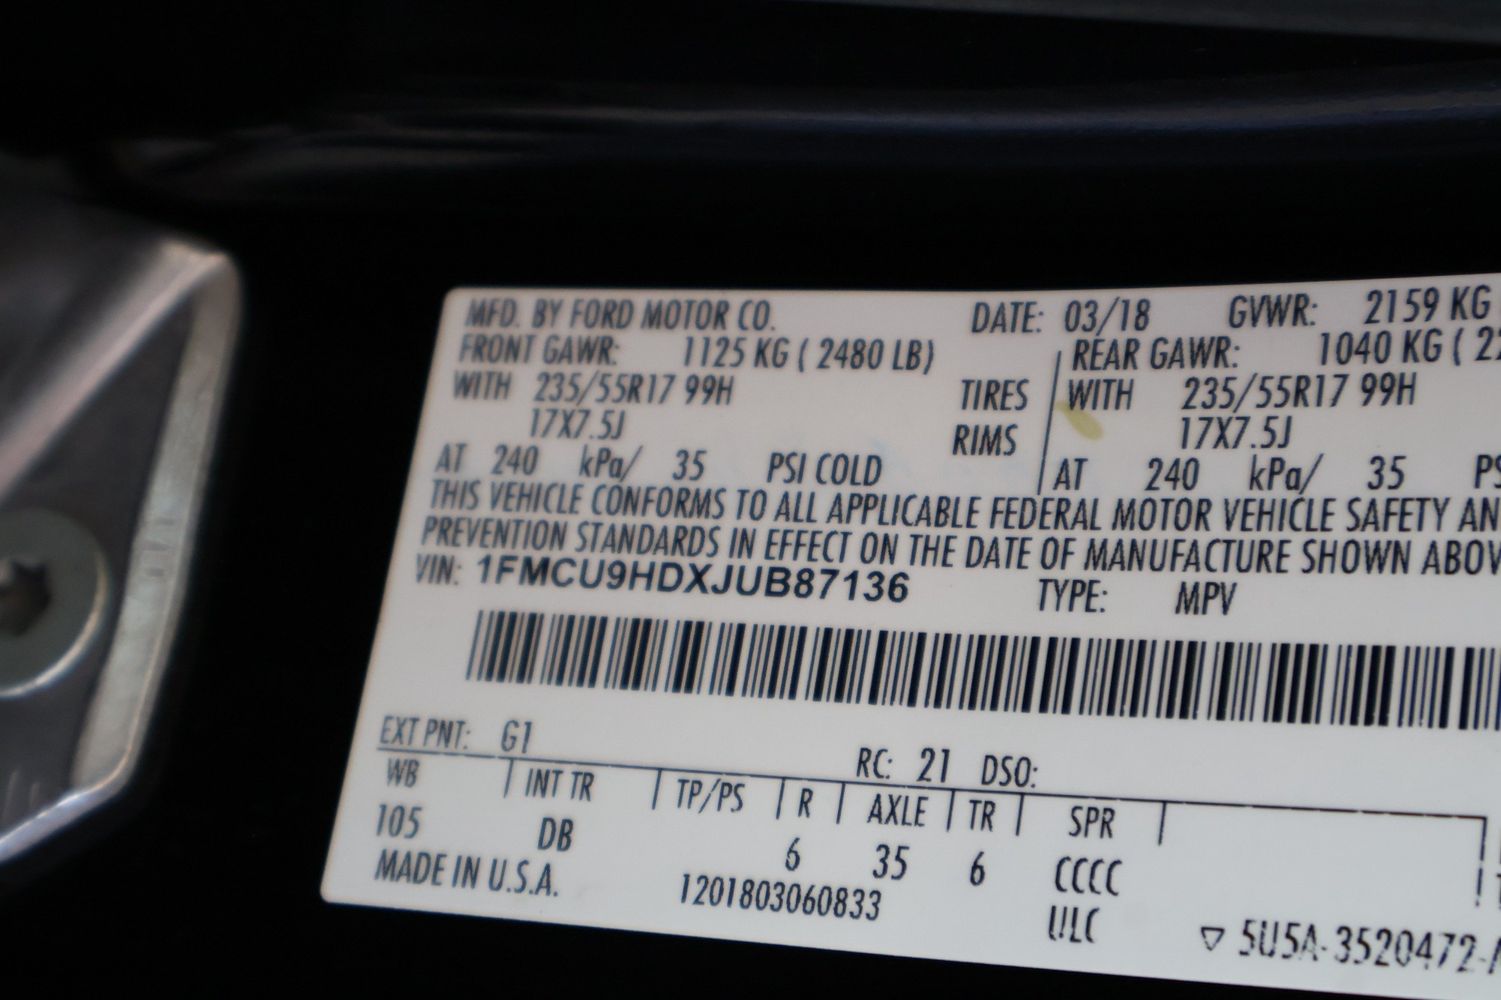 MFD. BY FORD MOTOR CO. DATE: 03/18 GVWR: 2159 KG
FRONT GAWR: 1125 KG ( 2480 LB) REAR GAWR: 1040 KG ( 22
WITH 235/55R17 99H TIRES WITH 235/55R17 99H
17X7.5J RIMS 17X7.5J
AT 240 kPa/ 35 PSI COLD AT 240 kPa/ 35 PS
THIS VEHICLE CONFORMS TO ALL APPLICABLE FEDERAL MOTOR VEHICLE SAFETY AN
PREVENTION STANDARDS IN EFFECT ON THE DATE OF MANUFACTURE SHOWN ABOV
VIN: 1FMCU9HDXJUB87136 TYPE: MPV
EXT PNT: G1 RC: 21 DSO:
WB INT TR TP/PS R AXLE TR SPR
105 DB 6 35 6 CCCC
MADE IN U.S.A. 1201803060833 ULC
▽ 5U5A-3520472-A